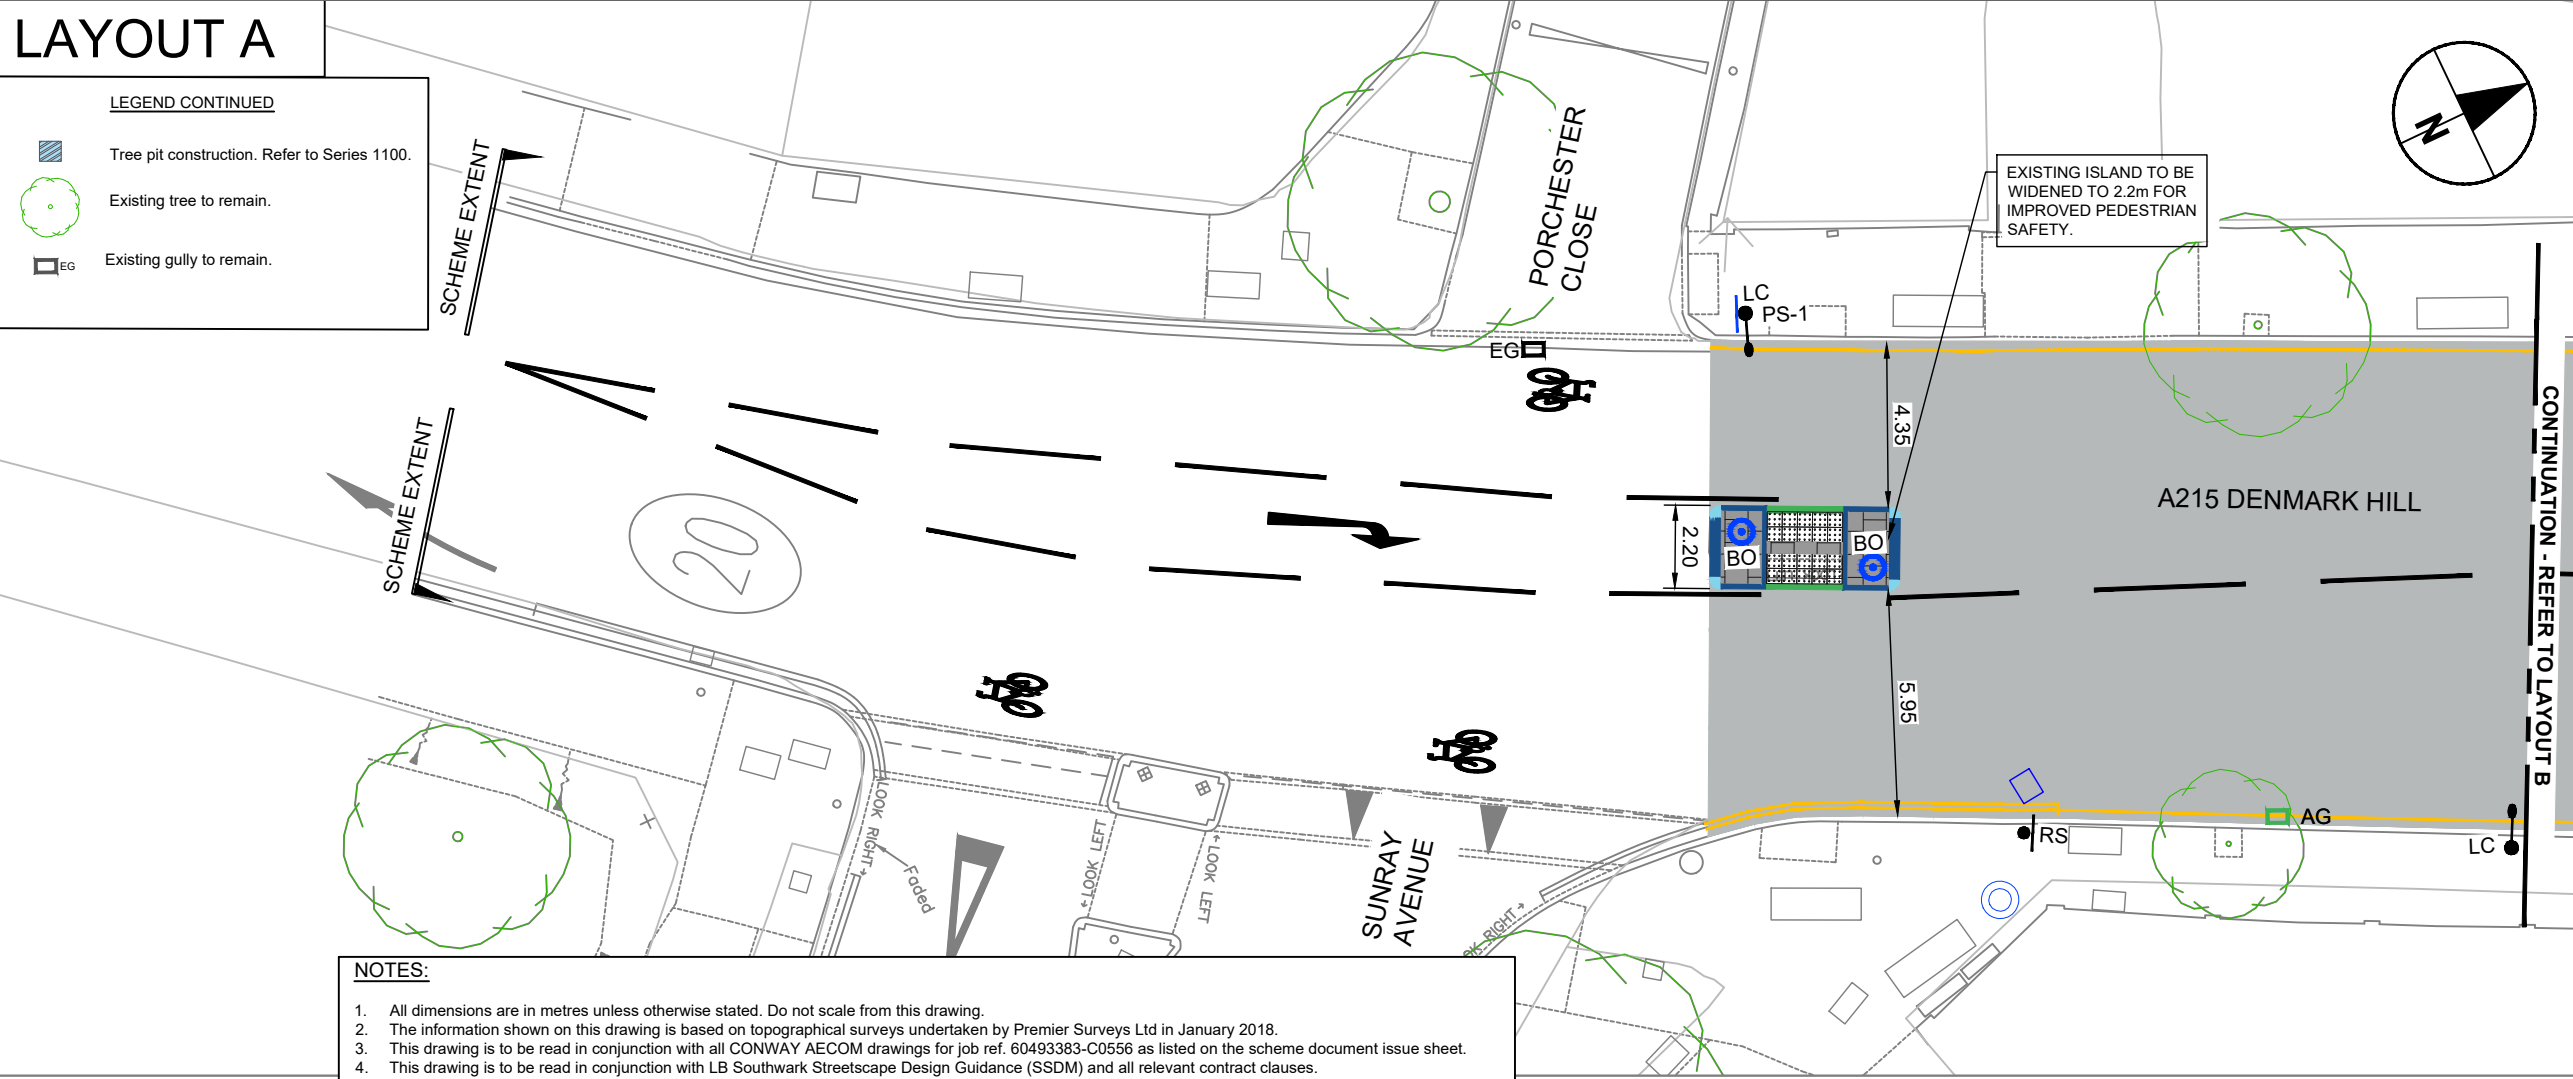 LAYOUT A
LEGEND CONTINUED
Tree pit construction. Refer to Series 1100.
Existing tree to remain.
EG
Existing gully to remain.
SCHEME EXTENT
SCHEME EXTENT
20
PORCHESTER
CLOSE
EG
LC
PS-1
EXISTING ISLAND TO BE
WIDENED TO 2.2m FOR
IMPROVED PEDESTRIAN
SAFETY.
N
4.35
2.20
BO
BO
A215 DENMARK HILL
5.95
CONTINUATION - REFER TO LAYOUT B
RS
AG
LC
LOOK RIGHT
Faded
LOOK LEFT
LOOK LEFT
SUNRAY
AVENUE
OK RIGHT
NOTES:
1. All dimensions are in metres unless otherwise stated. Do not scale from this drawing.
2. The information shown on this drawing is based on topographical surveys undertaken by Premier Surveys Ltd in January 2018.
3. This drawing is to be read in conjunction with all CONWAY AECOM drawings for job ref. 60493383-C0556 as listed on the scheme document issue sheet.
4. This drawing is to be read in conjunction with LB Southwark Streetscape Design Guidance (SSDM) and all relevant contract clauses.